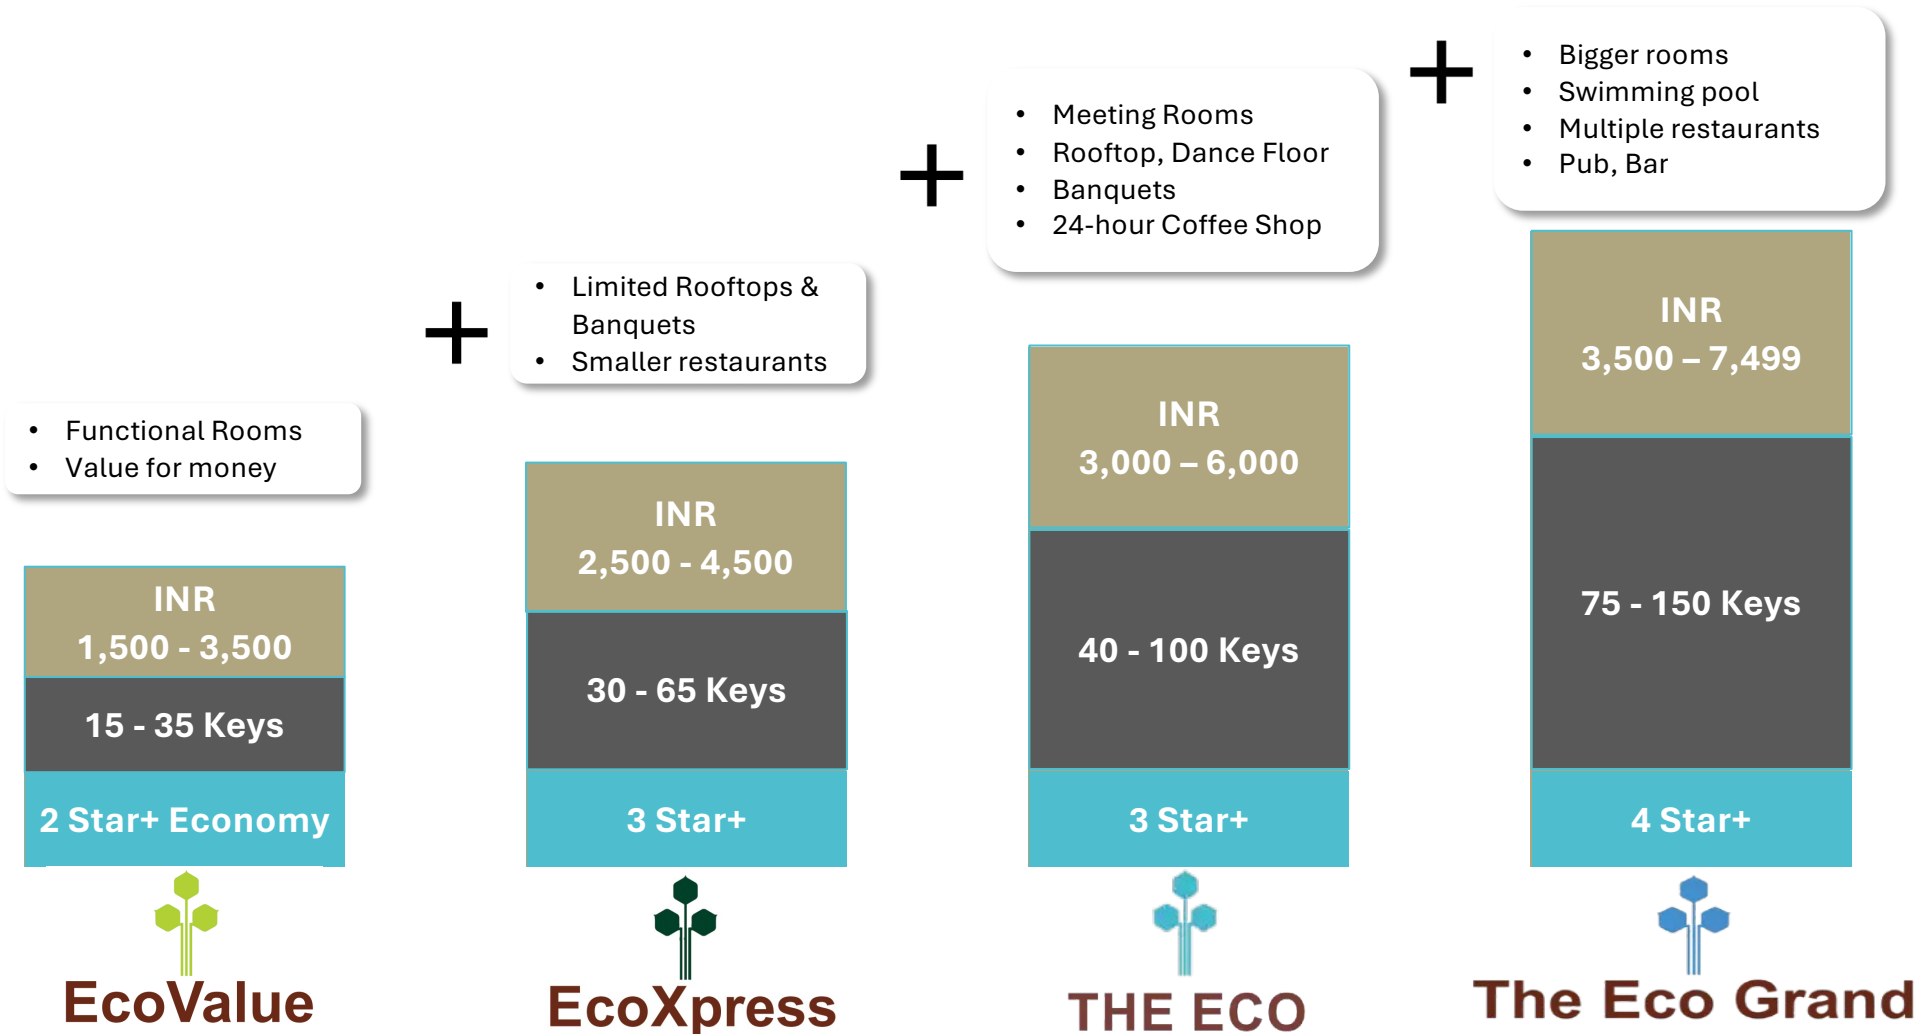 • Functional Rooms
• Value for money
INR
1,500 - 3,500
15 - 35 Keys
2 Star+ Economy
EcoValue
+
• Limited Rooftops &
Banquets
• Smaller restaurants
INR
2,500 - 4,500
30 - 65 Keys
3 Star+
EcoXpress
+
• Meeting Rooms
• Rooftop, Dance Floor
• Banquets
• 24-hour Coffee Shop
INR
3,000 – 6,000
40 - 100 Keys
3 Star+
THE ECO
+
• Bigger rooms
• Swimming pool
• Multiple restaurants
• Pub, Bar
INR
3,500 – 7,499
75 - 150 Keys
4 Star+
The Eco Grand